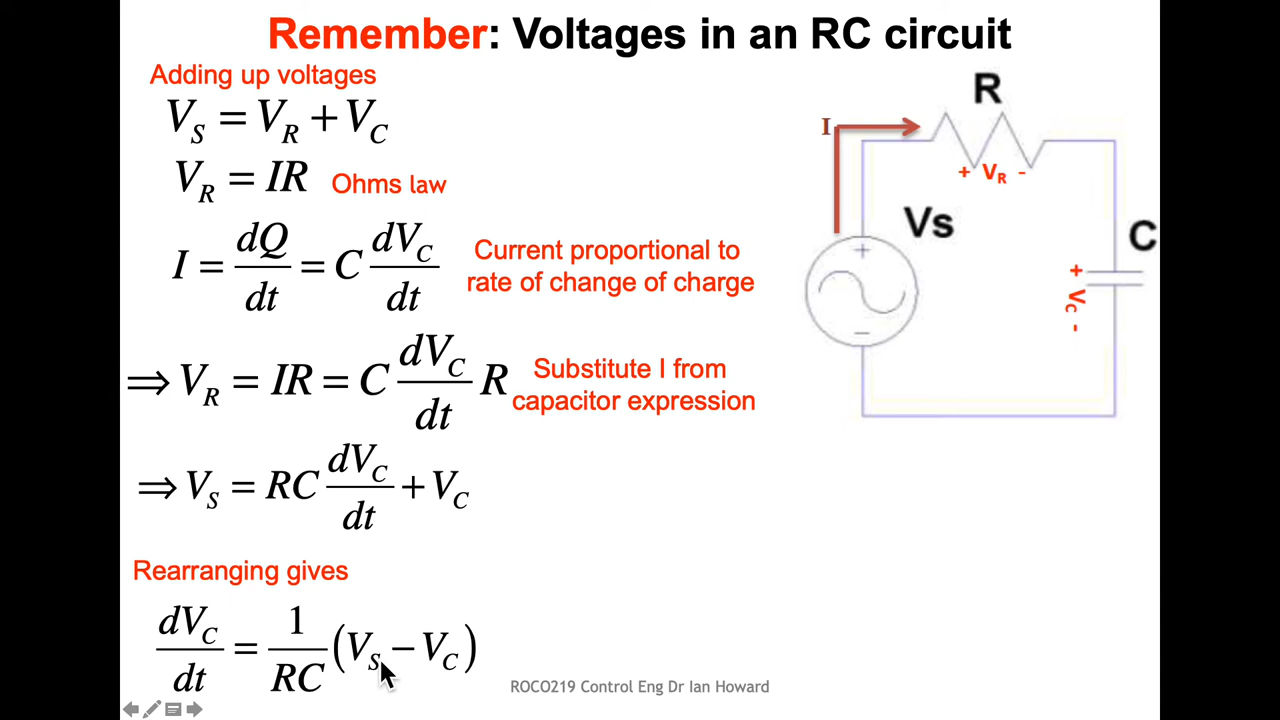 Remember: Voltages in an RC circuit
Adding up voltages
V_S = V_R + V_C
V_R = IR Ohms law
I = dQ/dt = C dV_C/dt Current proportional to
rate of change of charge
⇒ V_R = IR = C dV_C/dt R Substitute I from
capacitor expression
⇒ V_S = RC dV_C/dt + V_C
Rearranging gives
dV_C/dt = 1/RC (V_S − V_C)
R
I
+ V_R -
Vs
+
−
C
+ V_C -
ROCO219 Control Eng Dr Ian Howard